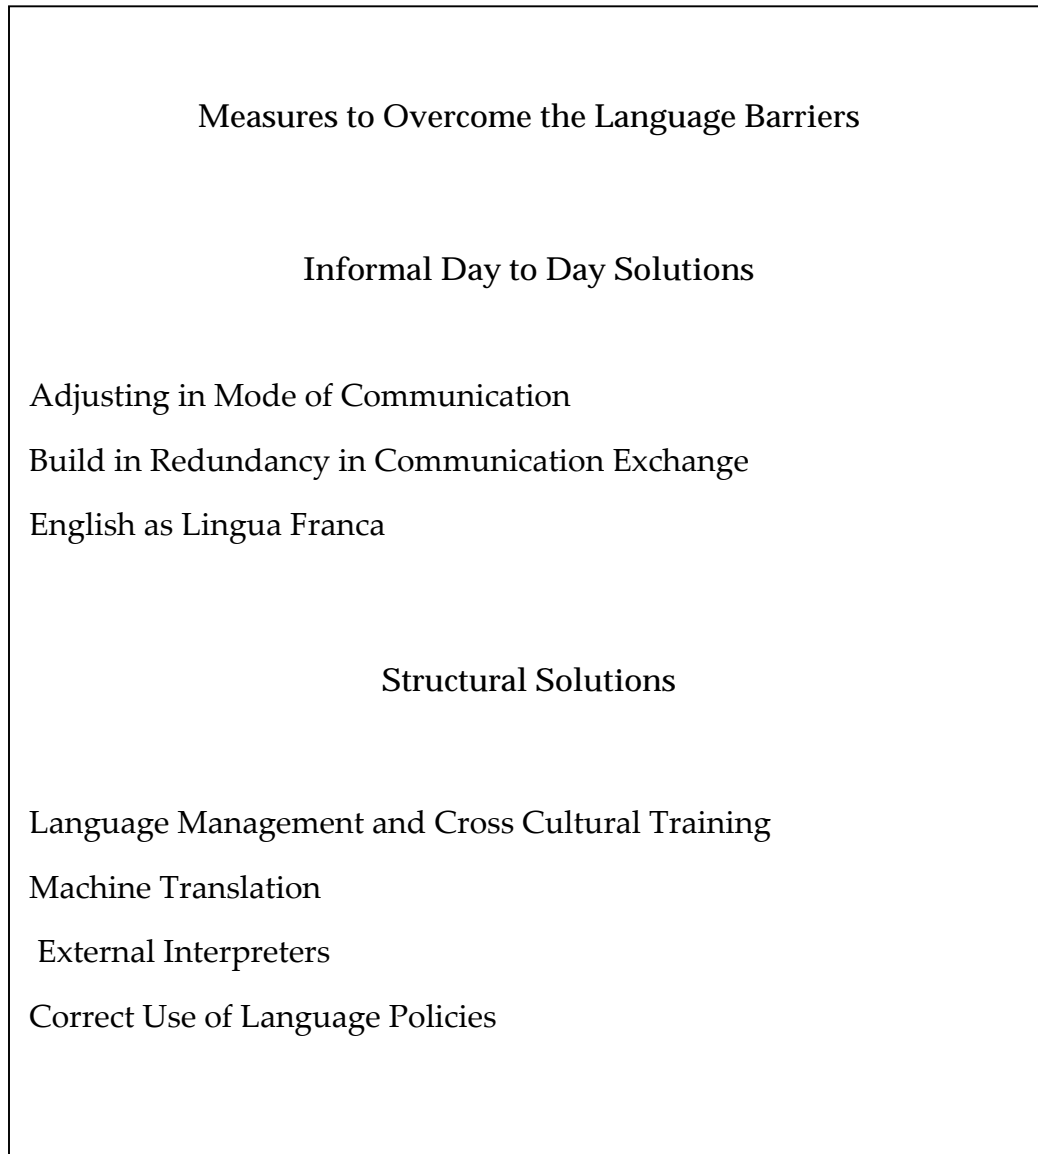 Measures to Overcome the Language Barriers
Informal Day to Day Solutions
Adjusting in Mode of Communication
Build in Redundancy in Communication Exchange
English as Lingua Franca
Structural Solutions
Language Management and Cross Cultural Training
Machine Translation
External Interpreters
Correct Use of Language Policies